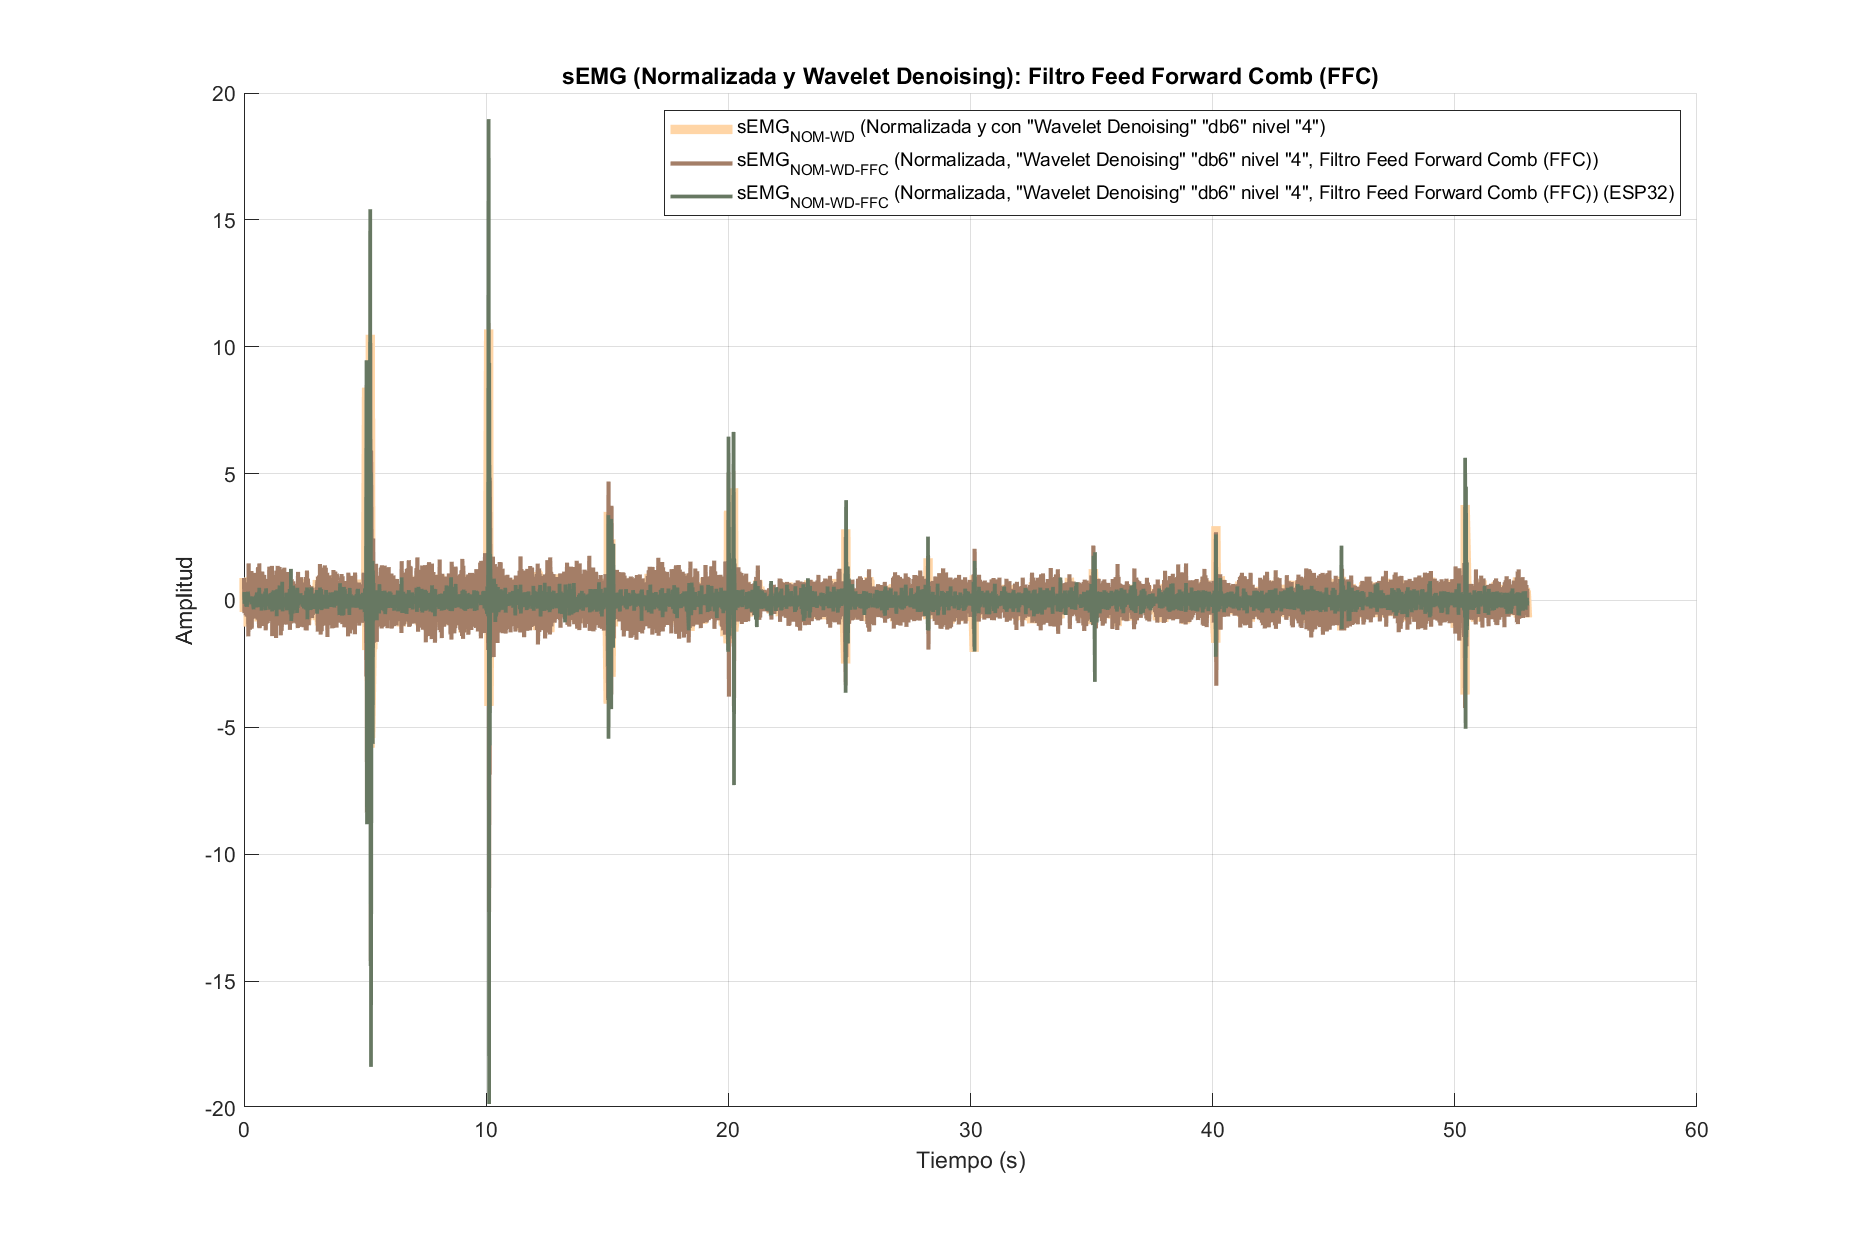 sEMG (Normalizada y Wavelet Denoising): Filtro Feed Forward Comb (FFC)
sEMG_NOM-WD (Normalizada y con "Wavelet Denoising" "db6" nivel "4")
sEMG_NOM-WD-FFC (Normalizada, "Wavelet Denoising" "db6" nivel "4", Filtro Feed Forward Comb (FFC))
sEMG_NOM-WD-FFC (Normalizada, "Wavelet Denoising" "db6" nivel "4", Filtro Feed Forward Comb (FFC)) (ESP32)
Amplitud
20
15
10
5
0
-5
-10
-15
-20
0 10 20 30 40 50 60
Tiempo (s)